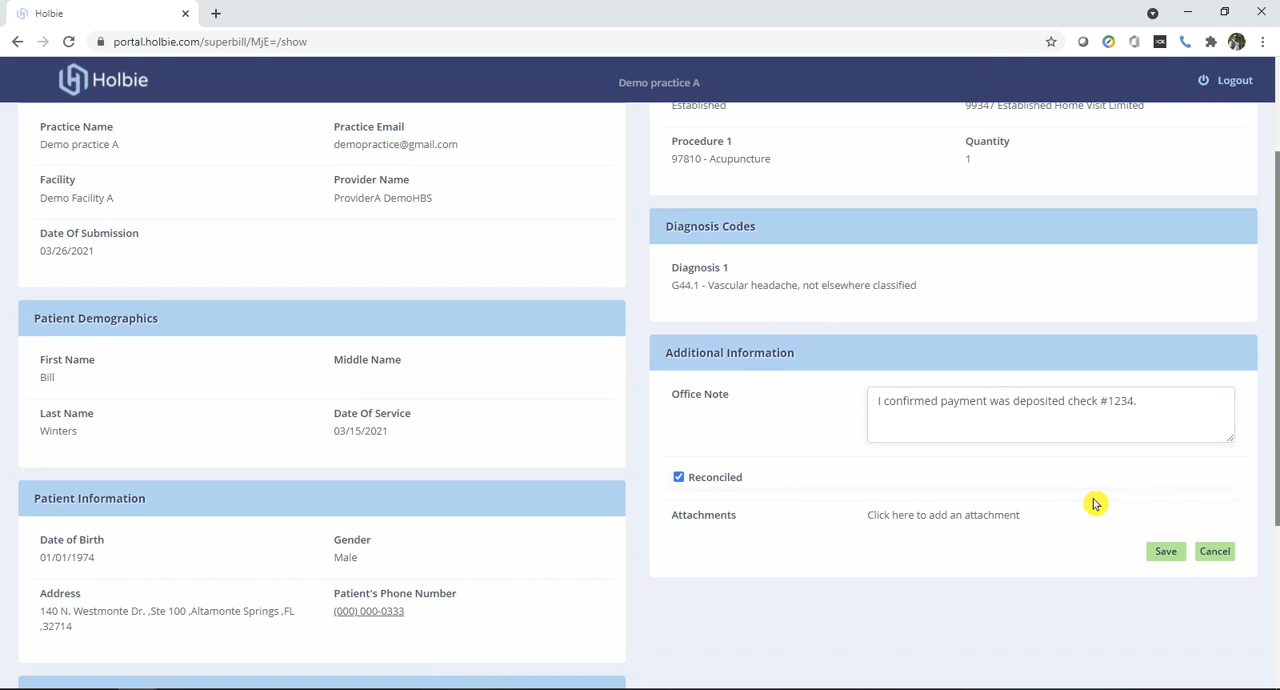 Holbie
portal.holbie.com/superbill/MjE=/show
Holbie
Demo practice A
Logout
Practice Name
Practice Email
Demo practice A
demopractice@gmail.com
Facility
Provider Name
Demo Facility A
ProviderA DemoHBS
Date Of Submission
03/26/2021
Patient Demographics
First Name
Middle Name
Bill
Last Name
Date Of Service
Winters
03/15/2021
Patient Information
Date of Birth
Gender
01/01/1974
Male
Address
Patient's Phone Number
140 N. Westmonte Dr. ,Ste 100 ,Altamonte Springs ,FL
,32714
(000) 000-0333
Established
99347 Established Home Visit Limited
Procedure 1
Quantity
97810 - Acupuncture
1
Diagnosis Codes
Diagnosis 1
G44.1 - Vascular headache, not elsewhere classified
Additional Information
Office Note
I confirmed payment was deposited check #1234.
Reconciled
Attachments
Click here to add an attachment
Save
Cancel